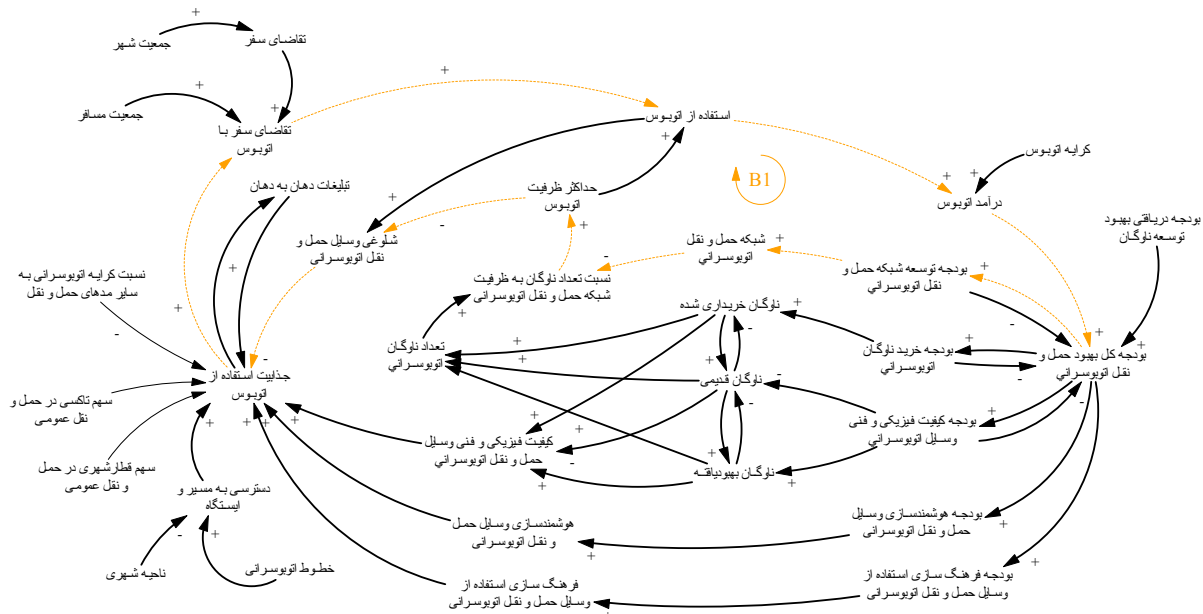 جمعیت شهر
تقاضای سفر
جمعیت مسافر
تقاضای سفر با
اتوبوس
استفاده از اتوبوس
کرایه اتوبوس
B1
تبلیغات دهان به دهان
حداکثر ظرفیت
اتوبوس
درآمد اتوبوس
بودجه دریافتی بهبود
توسعه ناوگان
شلوغی وسایل حمل و
نقل اتوبوسرانی
شبکه حمل و نقل
اتوبوسراني
نسبت کرایه اتوبوسرانی به
سایر مدهای حمل و نقل
نسبت تعداد ناوگان به ظرفیت
شبکه حمل و نقل اتوبوسرانی
بودجه توسعه شبکه حمل و
نقل اتوبوسراني
ناوگان خریداری شده
تعداد ناوگان
اتوبوسراني
بودجه خرید ناوگان
اتوبوسراني
بودجه کل بهبود حمل و
نقل اتوبوسراني
جذابیت استفاده از
اتوبوس
ناوگان قدیمی
سهم تاکسی در حمل و
نقل عمومی
بودجه کیفیت فیزیکی و فنی
وسایل اتوبوسراني
کیفیت فیزیکی و فنی وسایل
حمل و نقل اتوبوسراني
سهم قطارشهری در حمل
و نقل عمومی
ناوگان بهبودیافته
دسترسی به مسیر و
ایستگاه
هوشمندسازی وسایل حمل
و نقل اتوبوسرانی
بودجه هوشمندسازی وسایل
حمل و نقل اتوبوسرانی
ناحیه شهری
خطوط اتوبوسرانی
فرهنگ سازی استفاده از
وسایل حمل و نقل اتوبوسرانی
بودجه فرهنگ سازی استفاده از
وسایل حمل و نقل اتوبوسرانی